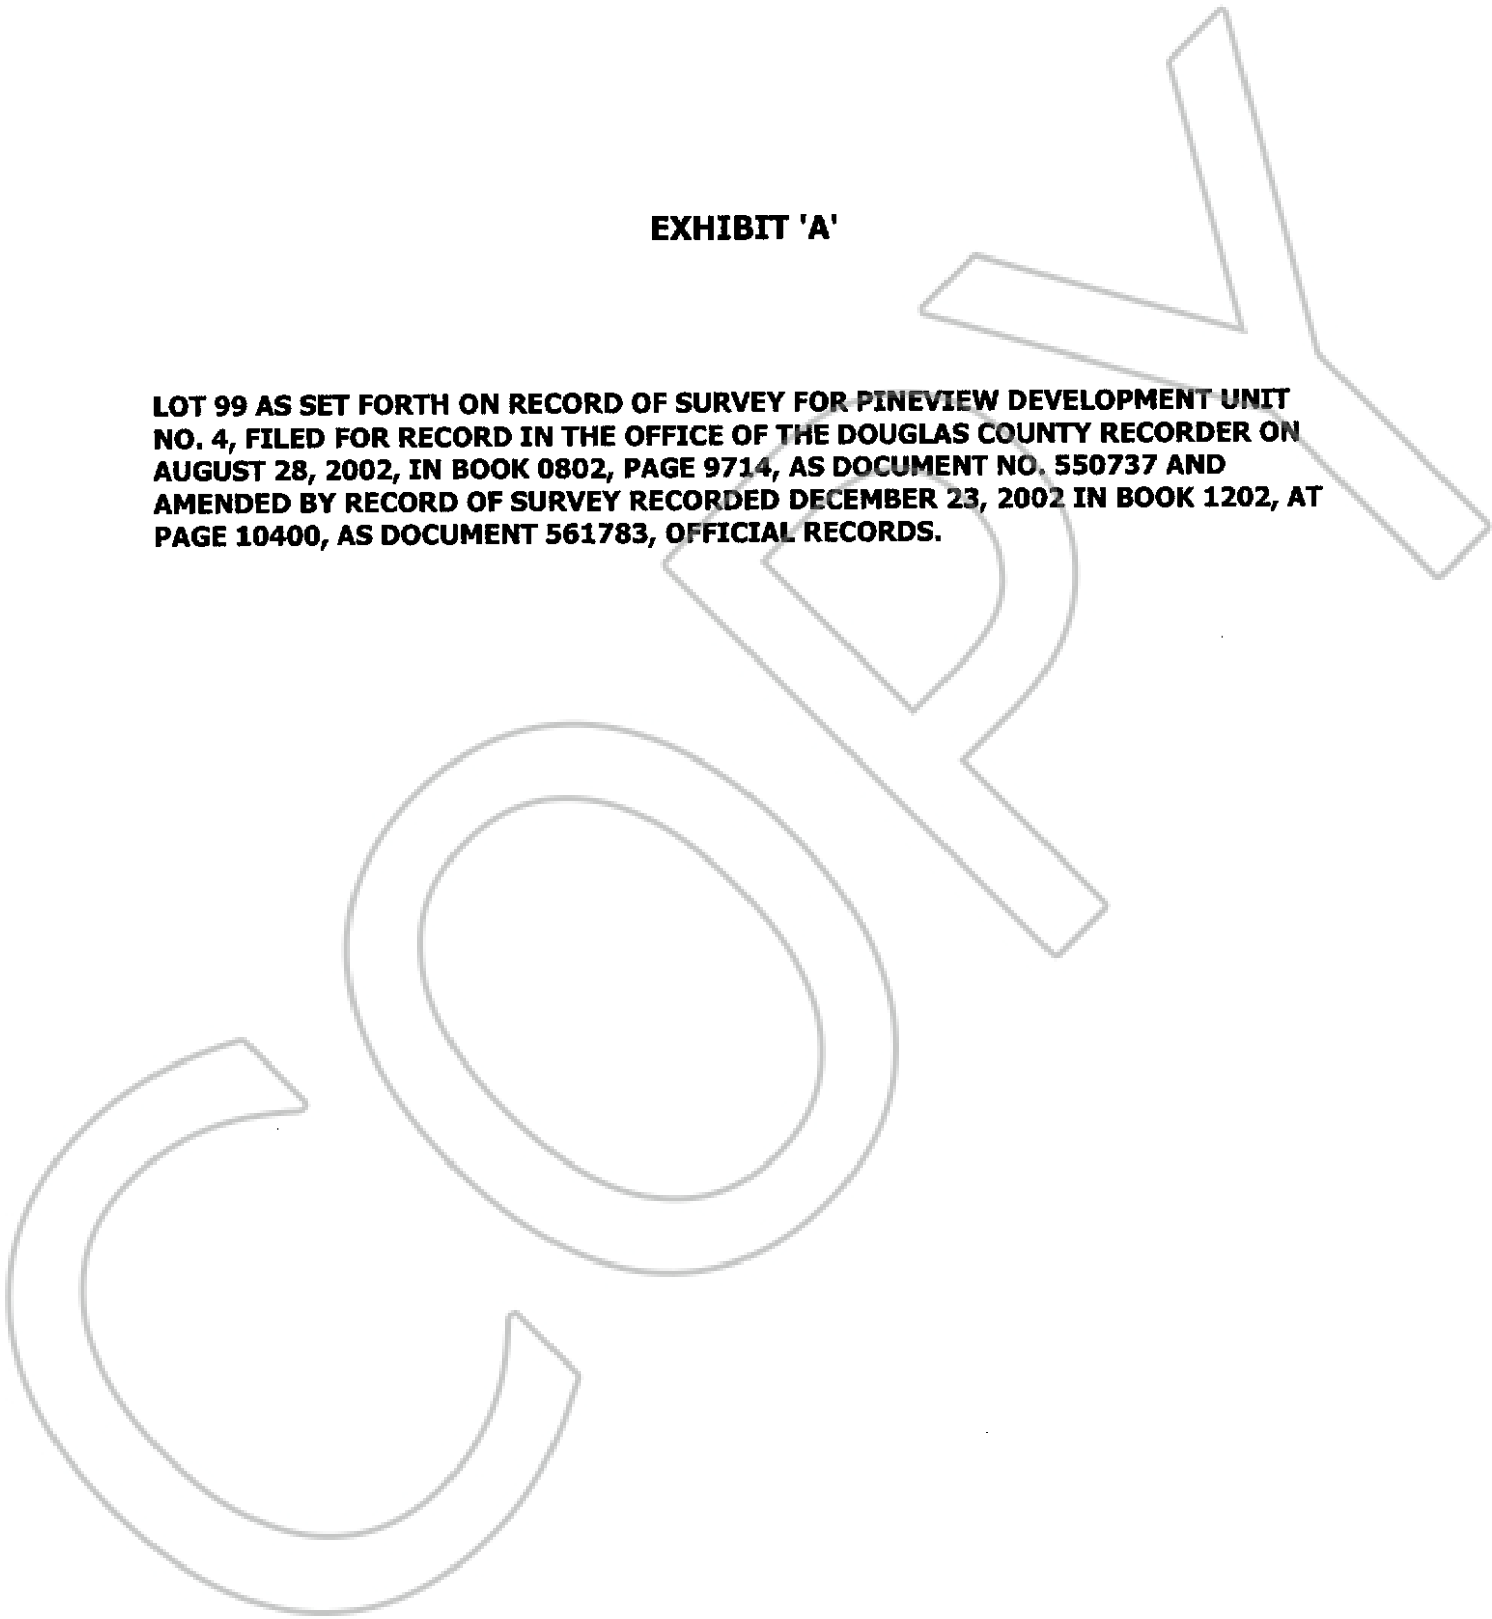 EXHIBIT 'A'
LOT 99 AS SET FORTH ON RECORD OF SURVEY FOR PINEVIEW DEVELOPMENT UNIT
NO. 4, FILED FOR RECORD IN THE OFFICE OF THE DOUGLAS COUNTY RECORDER ON
AUGUST 28, 2002, IN BOOK 0802, PAGE 9714, AS DOCUMENT NO. 550737 AND
AMENDED BY RECORD OF SURVEY RECORDED DECEMBER 23, 2002 IN BOOK 1202, AT
PAGE 10400, AS DOCUMENT 561783, OFFICIAL RECORDS.
COPY